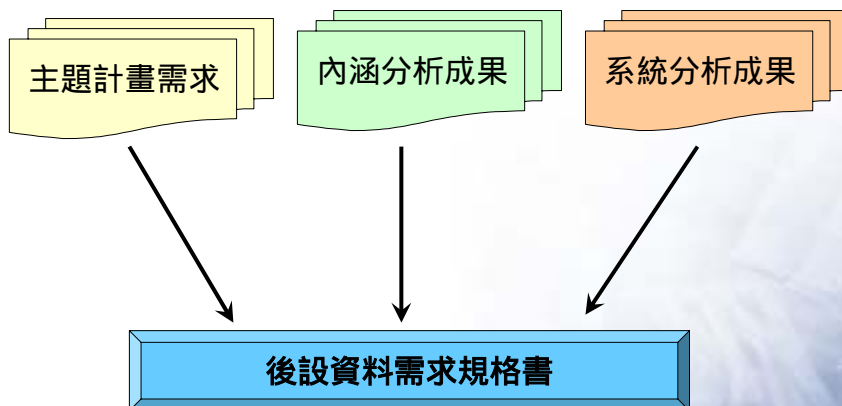 主題計畫需求
內涵分析成果
系統分析成果
後設資料需求規格書